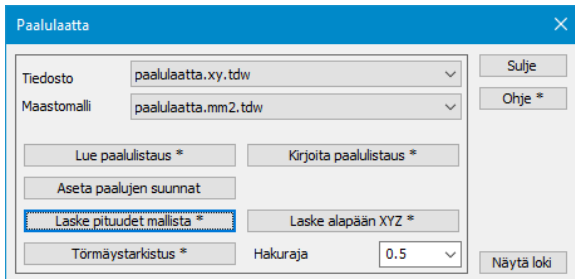 Paalulaatta
Tiedosto paalulaatta.xy.tdw Sulje
Maastomalli paalulaatta.mm2.tdw Ohje *
Lue paalulistaus * Kirjoita paalulistaus *
Aseta paalujen suunnat
Laske pituudet mallista * Laske alapään XYZ *
Törmäystarkistus * Hakuraja 0.5 Näytä loki